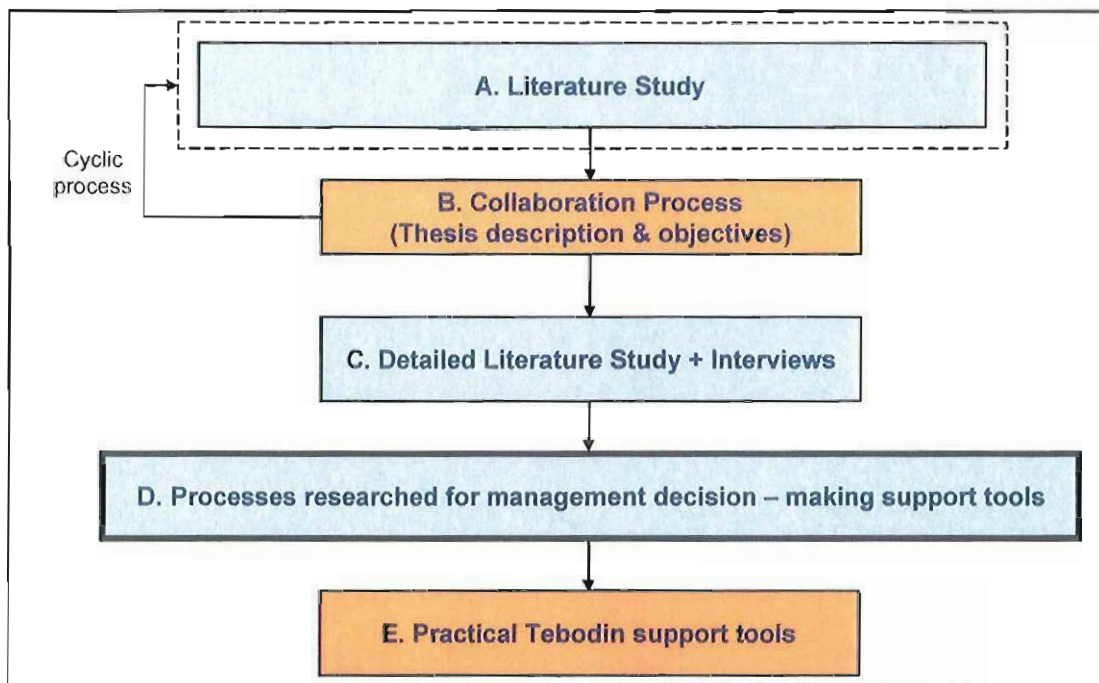 A. Literature Study
Cyclic
process
B. Collaboration Process
(Thesis description & objectives)
C. Detailed Literature Study + Interviews
D. Processes researched for management decision – making support tools
E. Practical Tebodin support tools